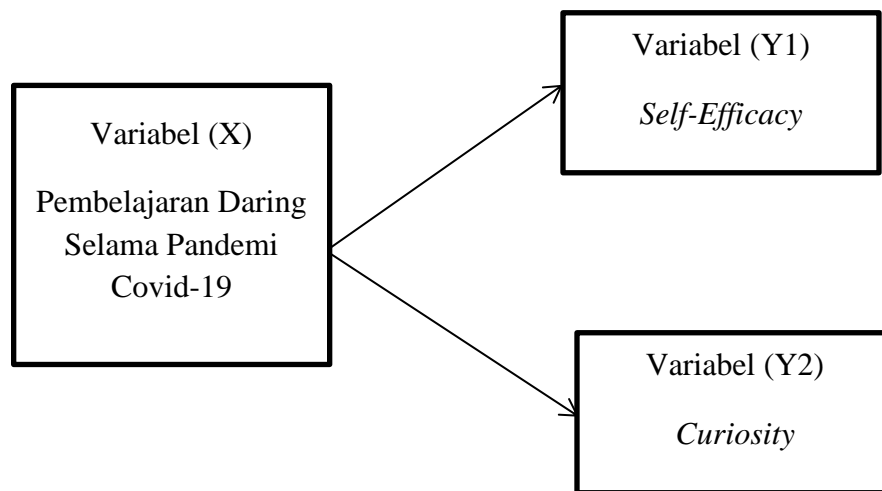 Variabel (X)
Pembelajaran Daring
Selama Pandemi
Covid-19
Variabel (Y1)
Self-Efficacy
Variabel (Y2)
Curiosity